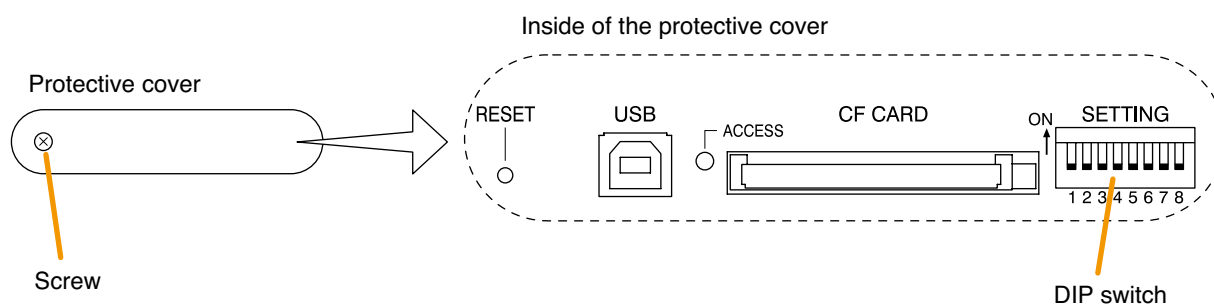 Inside of the protective cover
Protective cover
RESET
USB
ACCESS
CF CARD
ON
SETTING
1 2 3 4 5 6 7 8
Screw
DIP switch